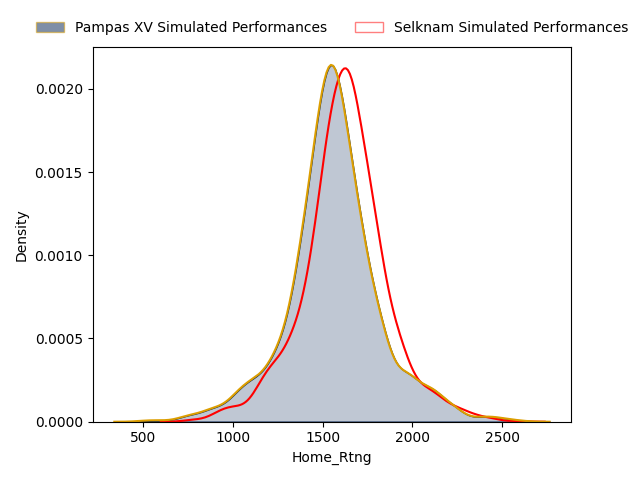 Pampas XV Simulated Performances
Selknam Simulated Performances
0.0020
0.0015
0.0010
0.0005
0.0000
Density
500
1000
1500
2000
2500
Home_Rtng